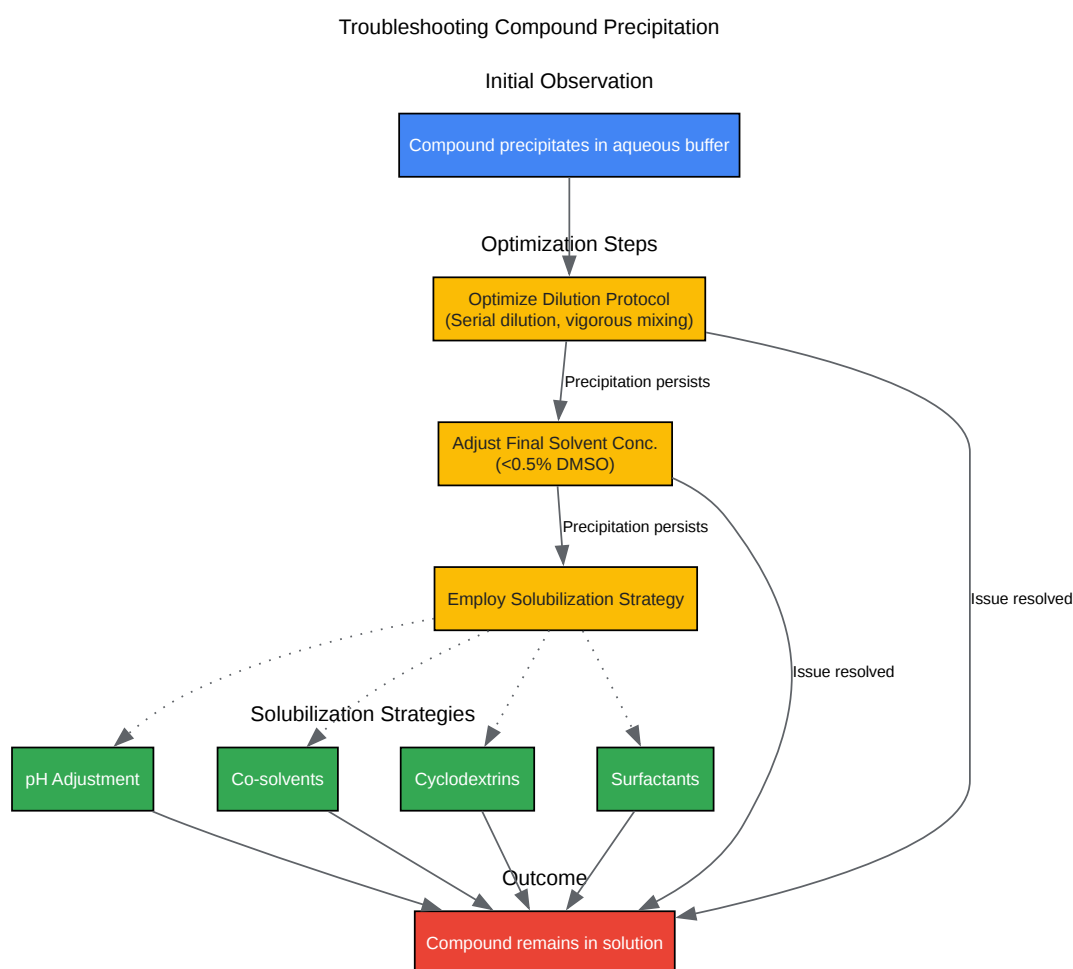 Troubleshooting Compound Precipitation
Initial Observation
Compound precipitates in aqueous buffer
Optimization Steps
Optimize Dilution Protocol
(Serial dilution, vigorous mixing)
Precipitation persists
Adjust Final Solvent Conc.
(<0.5% DMSO)
Precipitation persists
Employ Solubilization Strategy
Issue resolved
Issue resolved
Solubilization Strategies
pH Adjustment
Co-solvents
Cyclodextrins
Surfactants
Outcome
Compound remains in solution